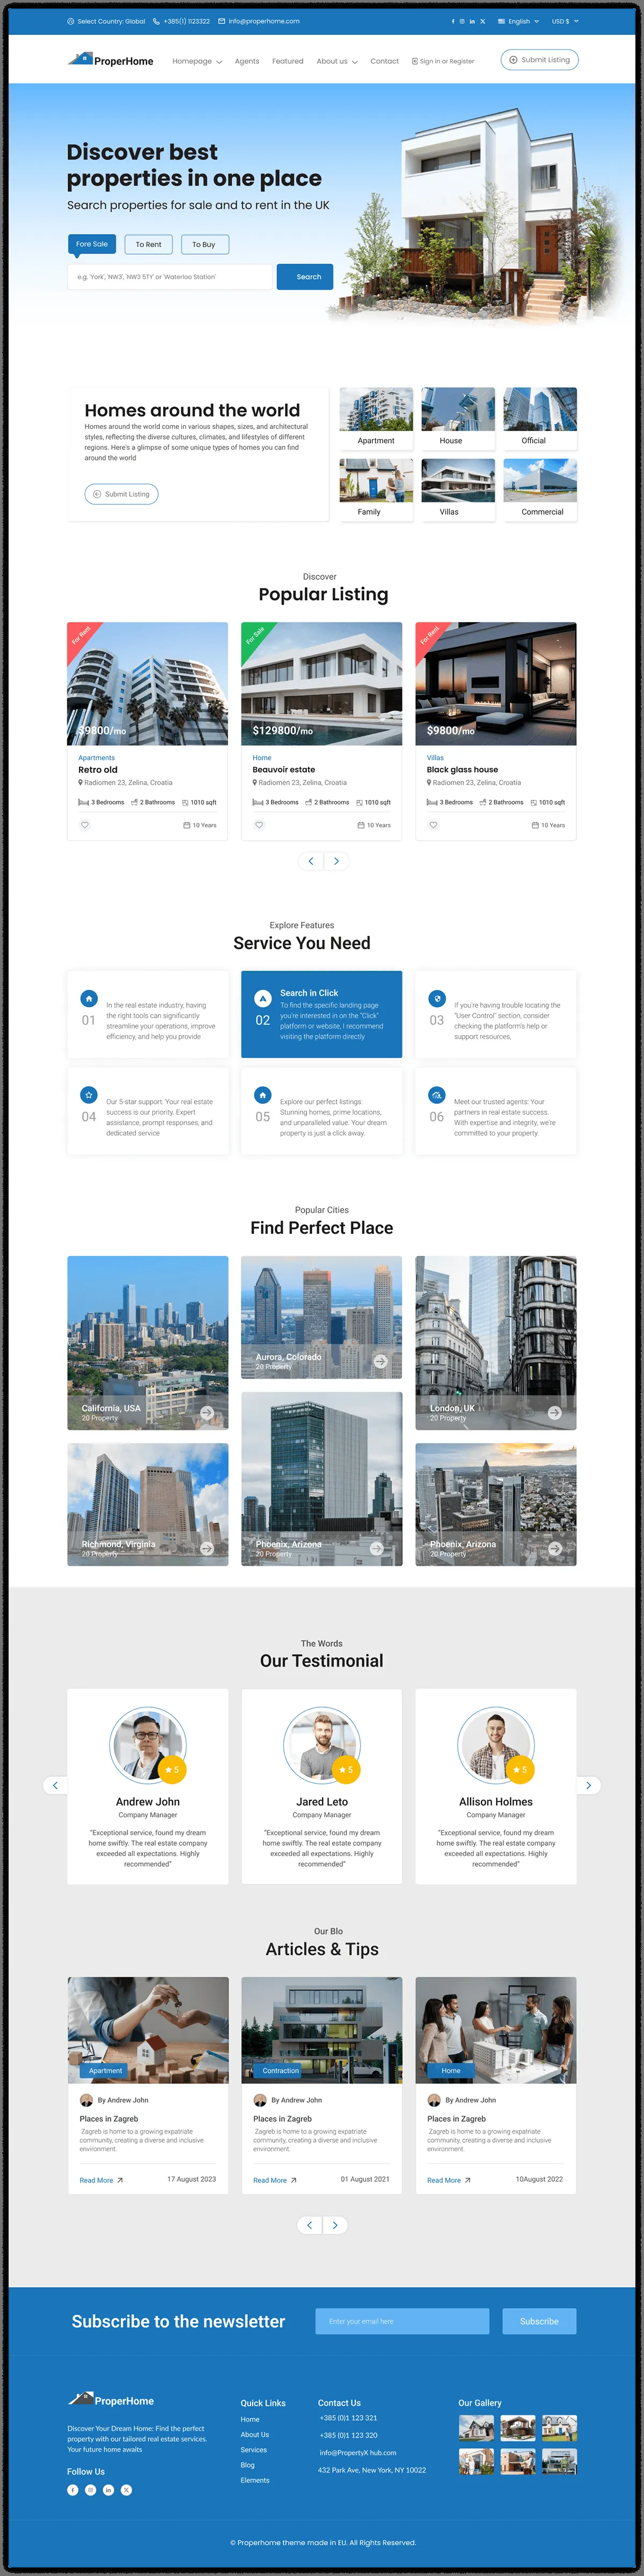 Select Country: Global +385(1) 1123322 info@properhome.com English USD $
ProperHome Homepage Agents Featured About us Contact Sign in or Register Submit Listing
Discover best
properties in one place
Search properties for sale and to rent in the UK
Fore Sale To Rent To Buy
e.g. 'York', 'NW3', 'NW3 5TY' or 'Waterloo Station' Search
Homes around the world
Homes around the world come in various shapes, sizes, and architectural
styles, reflecting the diverse cultures, climates, and lifestyles of different
regions. Here's a glimpse of some unique types of homes you can find
around the world
Submit Listing
Apartment House Official
Family Villas Commercial
Discover
Popular Listing
For Rent For Sale For Rent
$9800/mo $129800/mo $9800/mo
Apartments Home Villas
Retro old Beauvoir estate Black glass house
Radiomen 23, Zelina, Croatia Radiomen 23, Zelina, Croatia Radiomen 23, Zelina, Croatia
3 Bedrooms 2 Bathrooms 1010 sqft 3 Bedrooms 2 Bathrooms 1010 sqft 3 Bedrooms 2 Bathrooms 1010 sqft
10 Years 10 Years 10 Years
Explore Features
Service You Need
01
In the real estate industry, having
the right tools can significantly
streamline your operations, improve
efficiency, and help you provide
02
Search in Click
To find the specific landing page
you're interested in on the "Click"
platform or website, I recommend
visiting the platform directly
03
If you're having trouble locating the
"User Control" section, consider
checking the platform's help or
support resources,
04
Our 5-star support: Your real estate
success is our priority. Expert
assistance, prompt responses, and
dedicated service
05
Explore our perfect listings:
Stunning homes, prime locations,
and unparalleled value. Your dream
property is just a click away.
06
Meet our trusted agents: Your
partners in real estate success.
With expertise and integrity, we're
committed to your property.
Popular Cities
Find Perfect Place
California, USA
20 Property
Aurora, Colorado
20 Property
London, UK
20 Property
Richmond, Virginia
20 Property
Phoenix, Arizona
20 Property
Phoenix, Arizona
20 Property
The Words
Our Testimonial
5
Andrew John
Company Manager
"Exceptional service, found my dream
home swiftly. The real estate company
exceeded all expectations. Highly
recommended"
5
Jared Leto
Company Manager
"Exceptional service, found my dream
home swiftly. The real estate company
exceeded all expectations. Highly
recommended"
5
Allison Holmes
Company Manager
"Exceptional service, found my dream
home swiftly. The real estate company
exceeded all expectations. Highly
recommended"
Our Blo
Articles & Tips
Apartment
By Andrew John
Places in Zagreb
Zagreb is home to a growing expatriate
community, creating a diverse and inclusive
environment.
Read More 17 August 2023
Contraction
By Andrew John
Places in Zagreb
Zagreb is home to a growing expatriate
community, creating a diverse and inclusive
environment.
Read More 01 August 2021
Home
By Andrew John
Places in Zagreb
Zagreb is home to a growing expatriate
community, creating a diverse and inclusive
environment.
Read More 10August 2022
Subscribe to the newsletter Enter your email here Subscribe
ProperHome
Discover Your Dream Home: Find the perfect
property with our tailored real estate services.
Your future home awaits
Follow Us
Quick Links
Home
About Us
Services
Blog
Elements
Contact Us
+385 (0)1 123 321
+385 (0)1 123 320
info@PropertyX hub.com
432 Park Ave, New York, NY 10022
Our Gallery
© Properhome theme made in EU. All Rights Reserved.